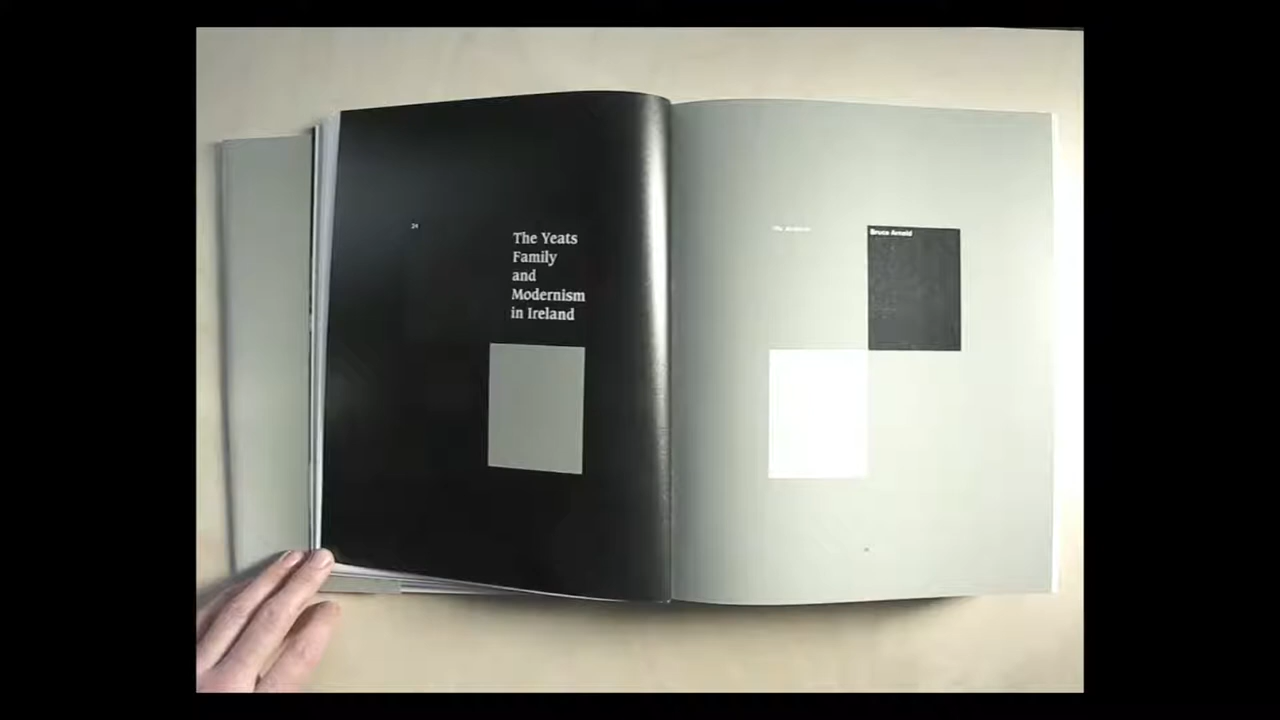 24
The Yeats
Family
and
Modernism
in Ireland
Bruce Arnold